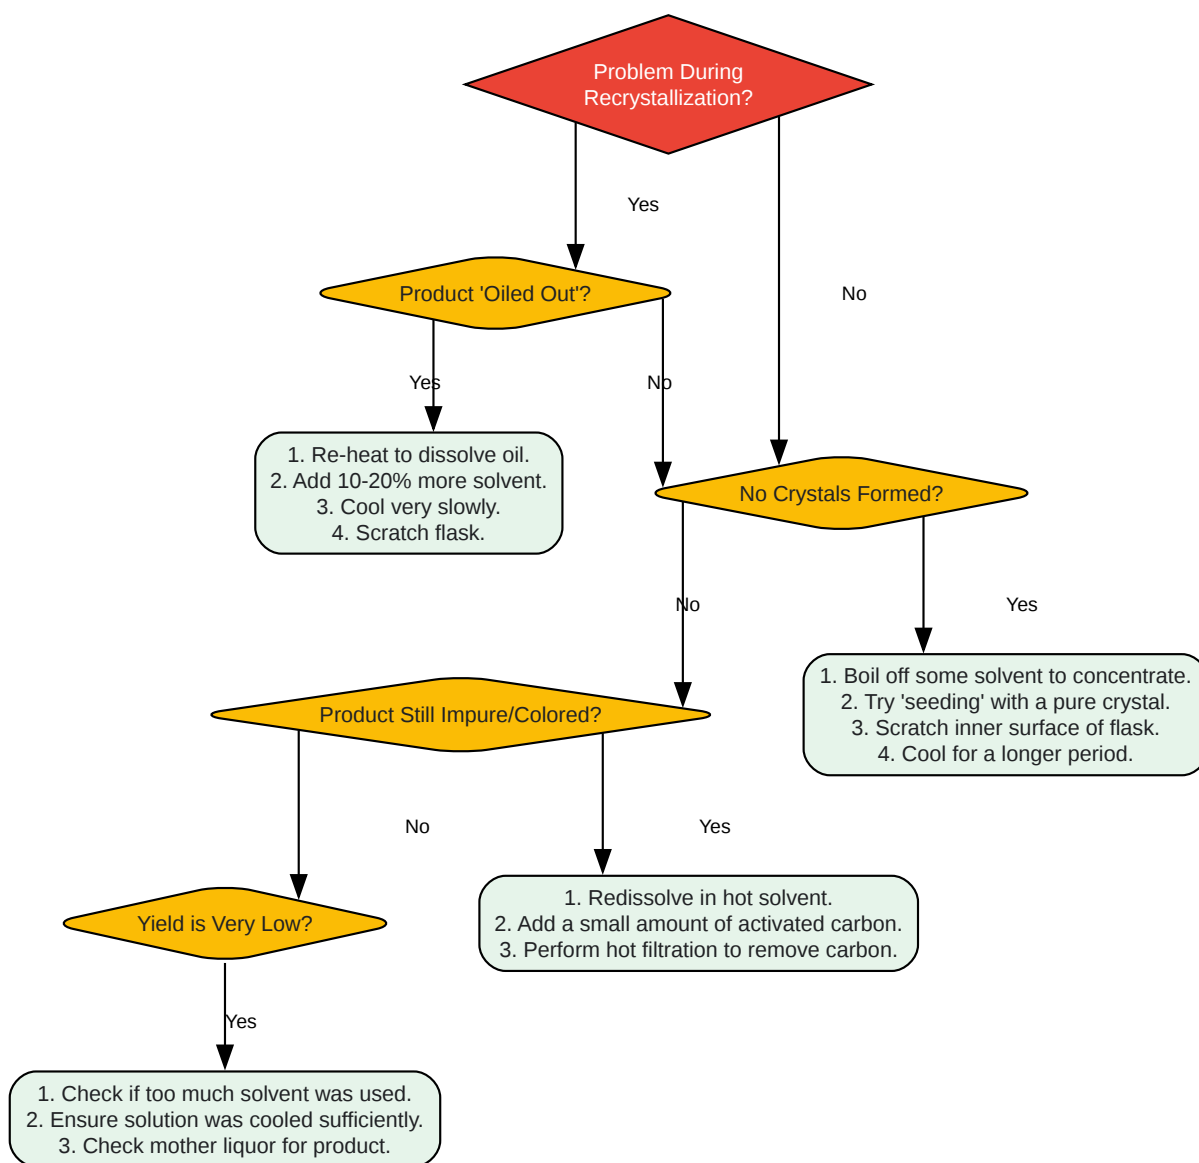 Problem During
Recrystallization?
Yes
Product 'Oiled Out'?
No
Yes
No
1. Re-heat to dissolve oil.
2. Add 10-20% more solvent.
3. Cool very slowly.
4. Scratch flask.
No Crystals Formed?
No
Yes
1. Boil off some solvent to concentrate.
2. Try 'seeding' with a pure crystal.
3. Scratch inner surface of flask.
4. Cool for a longer period.
Product Still Impure/Colored?
No
Yes
1. Redissolve in hot solvent.
2. Add a small amount of activated carbon.
3. Perform hot filtration to remove carbon.
Yield is Very Low?
Yes
1. Check if too much solvent was used.
2. Ensure solution was cooled sufficiently.
3. Check mother liquor for product.